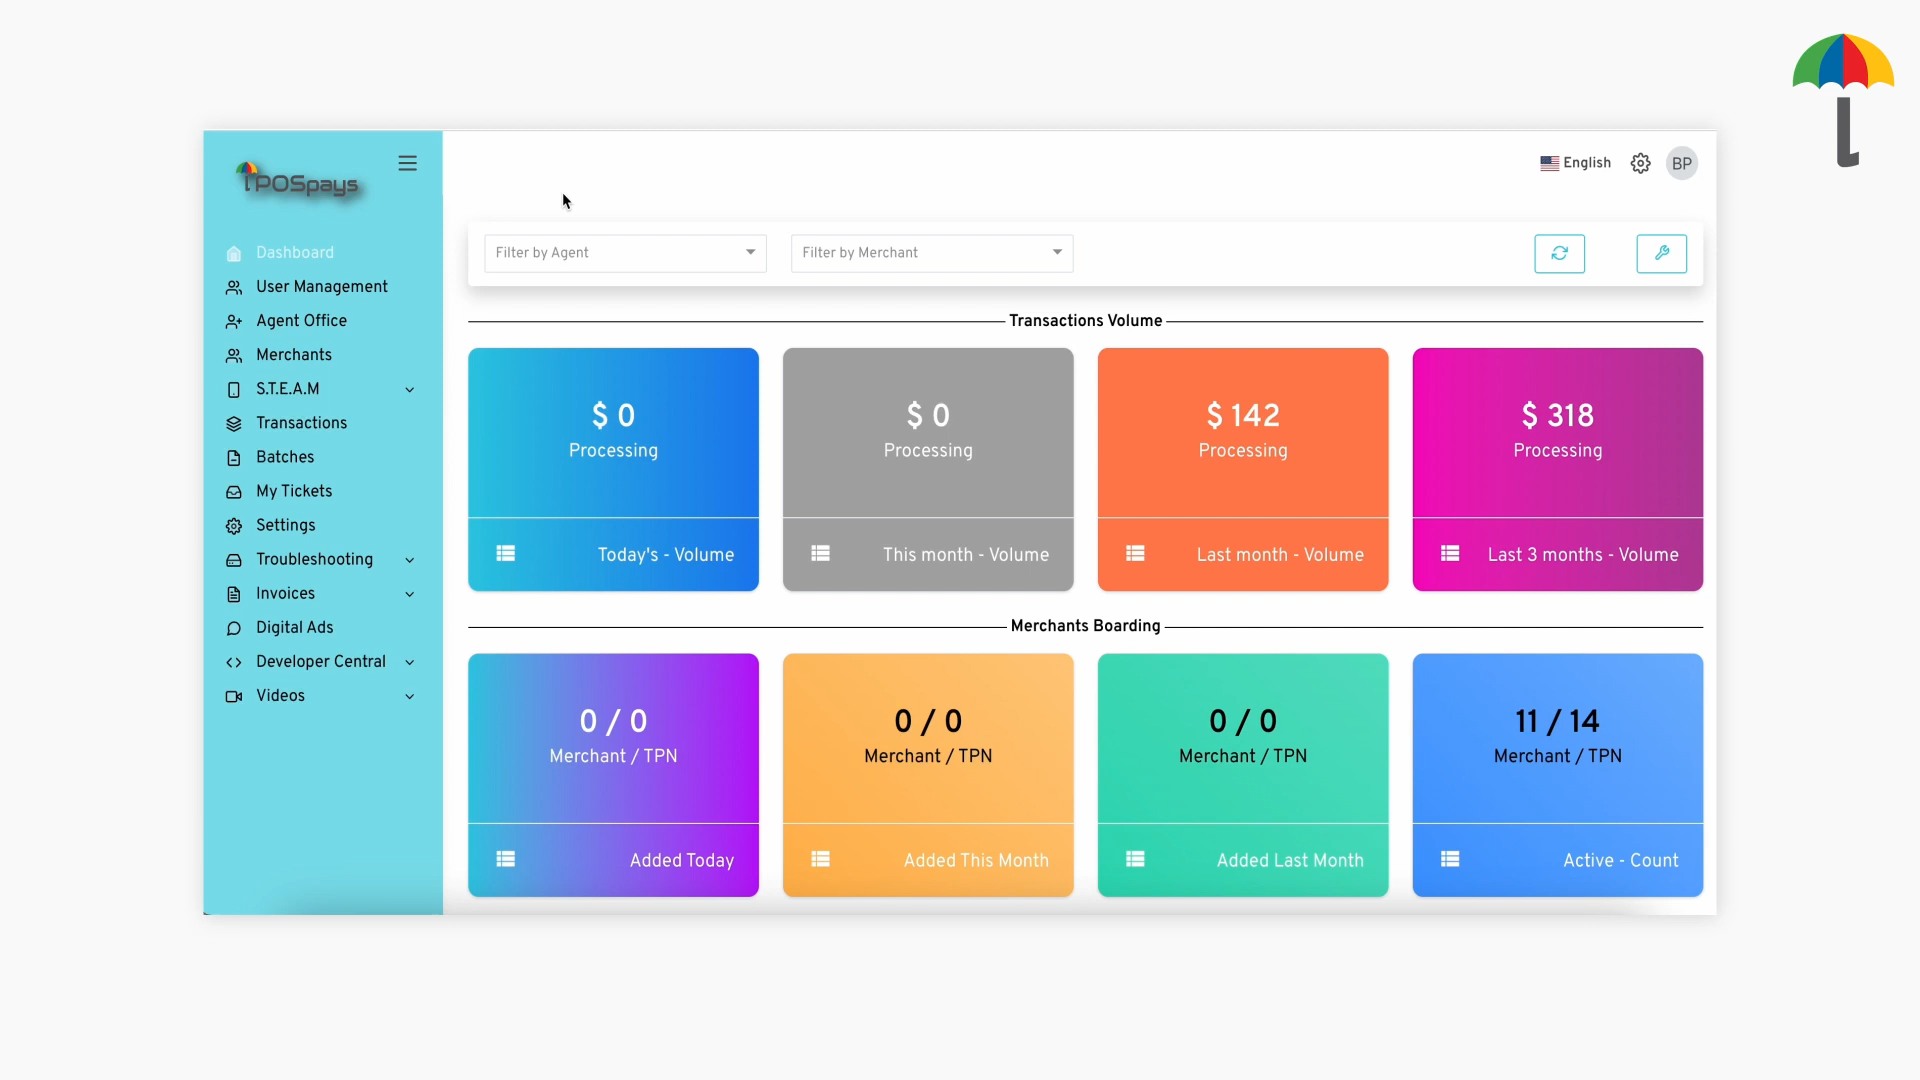 iPOSpays
English
BP
Dashboard
User Management
Agent Office
Merchants
S.T.E.A.M
Transactions
Batches
My Tickets
Settings
Troubleshooting
Invoices
Digital Ads
Developer Central
Videos
Filter by Agent
Filter by Merchant
Transactions Volume
$ 0
Processing
Today's - Volume
$ 0
Processing
This month - Volume
$ 142
Processing
Last month - Volume
$ 318
Processing
Last 3 months - Volume
Merchants Boarding
0 / 0
Merchant / TPN
Added Today
0 / 0
Merchant / TPN
Added This Month
0 / 0
Merchant / TPN
Added Last Month
11 / 14
Merchant / TPN
Active - Count